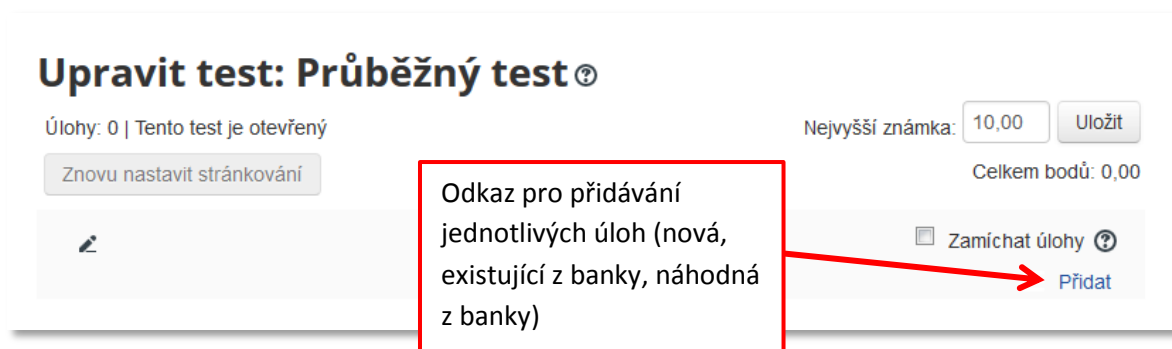 Upravit test: Průběžný test
Úlohy: 0 | Tento test je otevřený
Nejvyšší známka: 10,00 Uložit
Znovu nastavit stránkování
Celkem bodů: 0,00
Odkaz pro přidávání
jednotlivých úloh (nová,
existující z banky, náhodná
z banky)
Zamíchat úlohy
Přidat